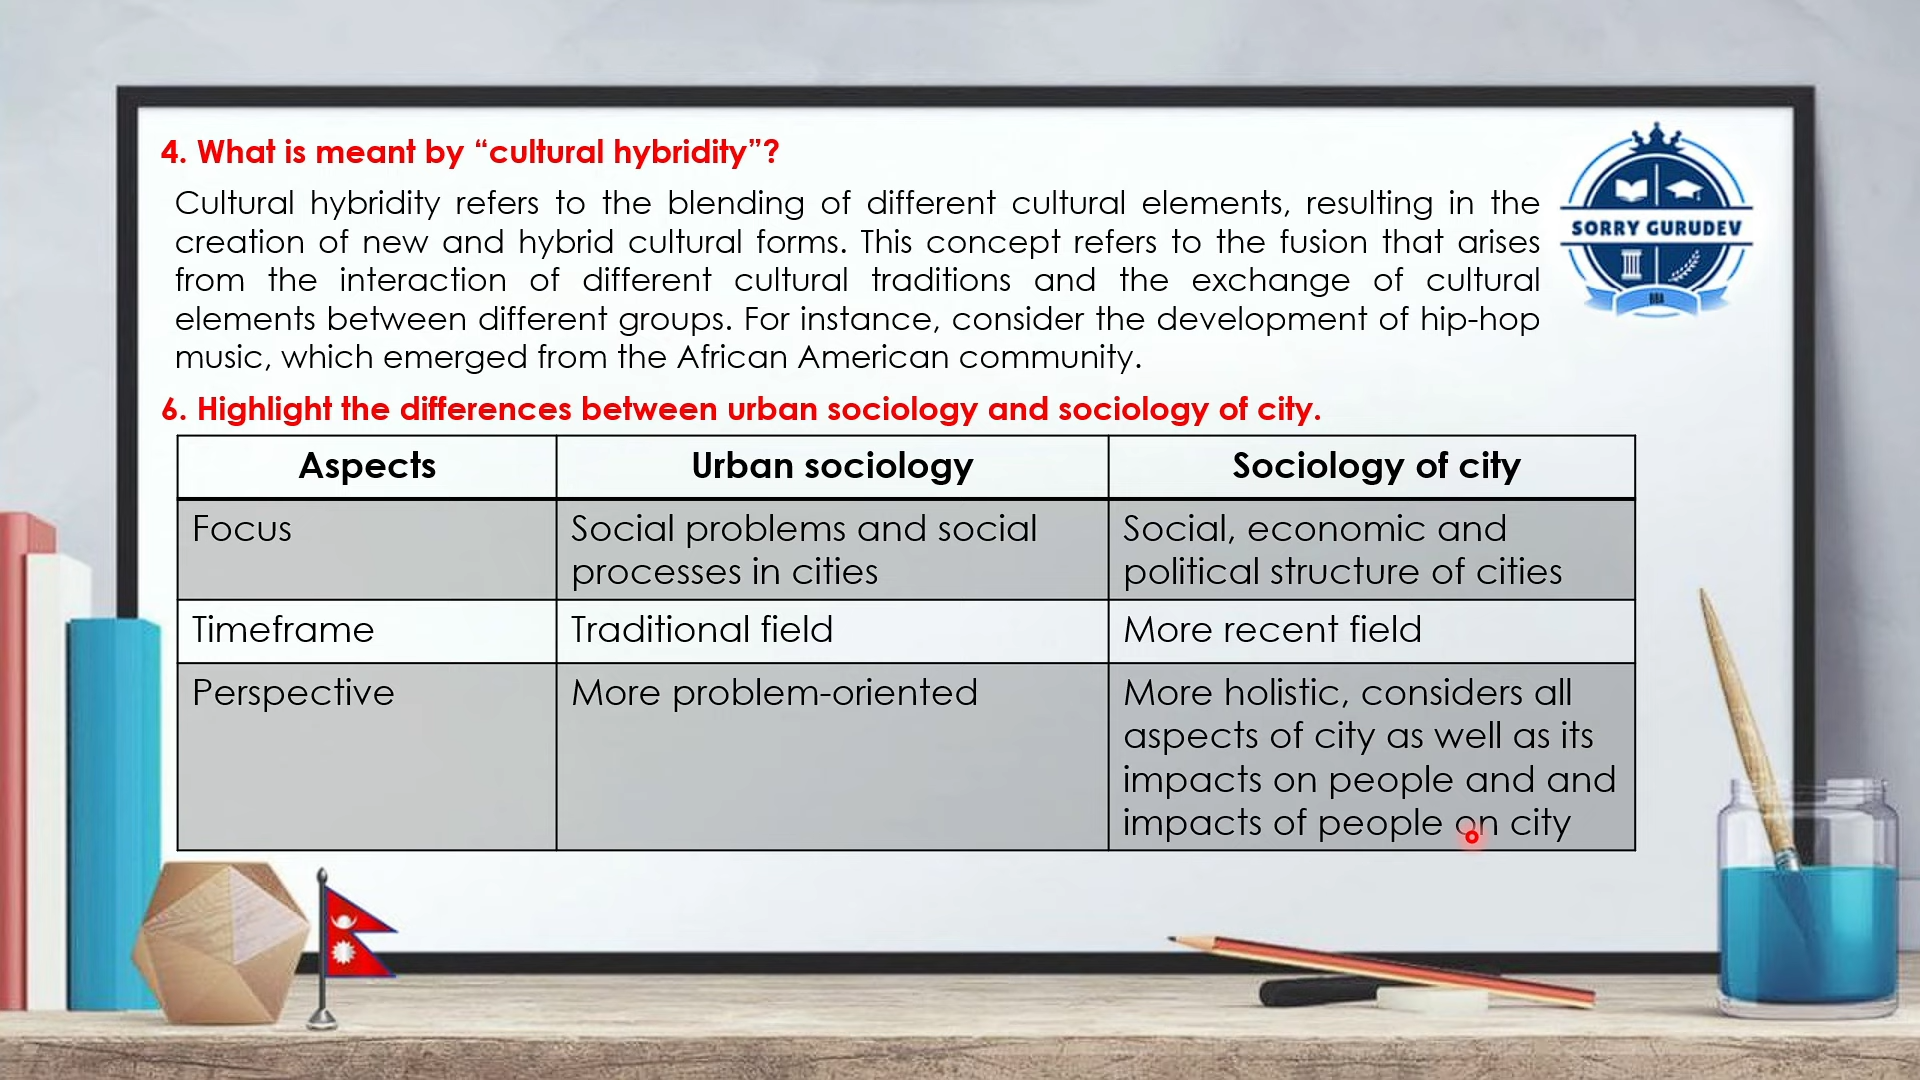 4. What is meant by “cultural hybridity”?
Cultural hybridity refers to the blending of different cultural elements, resulting in the
creation of new and hybrid cultural forms. This concept refers to the fusion that arises
from the interaction of different cultural traditions and the exchange of cultural
elements between different groups. For instance, consider the development of hip-hop
music, which emerged from the African American community.
SORRY GURUDEV
BBA
6. Highlight the differences between urban sociology and sociology of city.
Aspects
Urban sociology
Sociology of city
Focus
Social problems and social
processes in cities
Social, economic and
political structure of cities
Timeframe
Traditional field
More recent field
Perspective
More problem-oriented
More holistic, considers all
aspects of city as well as its
impacts on people and and
impacts of people on city